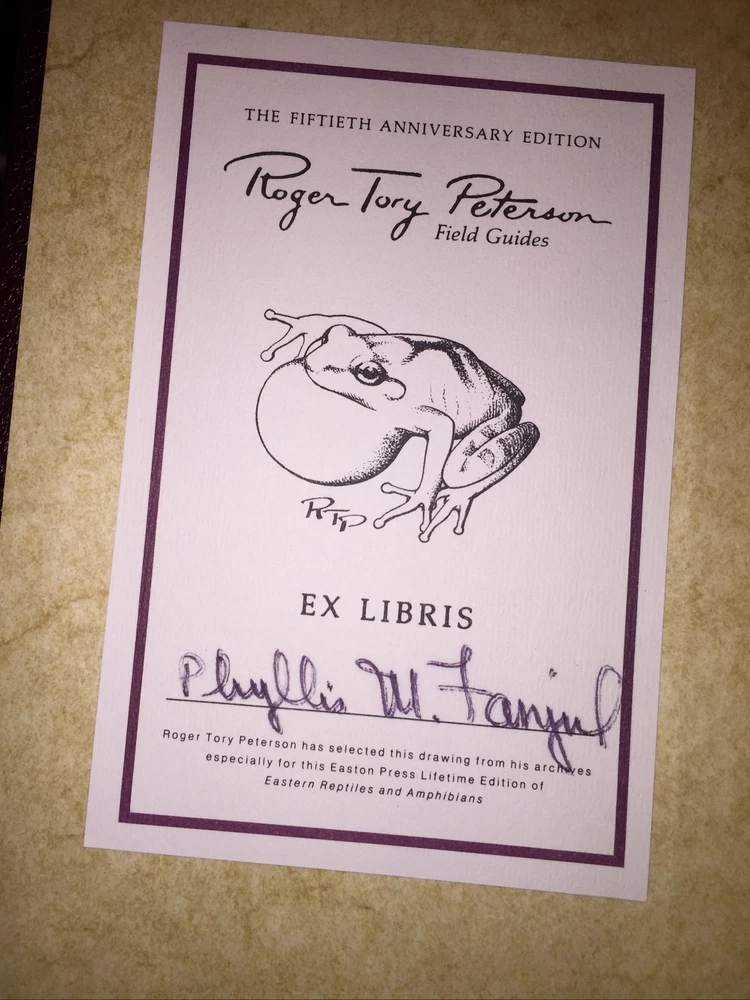 THE FIFTIETH ANNIVERSARY EDITION
Roger Tory Peterson
Field Guides
RTP
EX LIBRIS
Phyllis M. Fanjul
Roger Tory Peterson has selected this drawing from his archives
especially for this Easton Press Lifetime Edition of
Eastern Reptiles and Amphibians